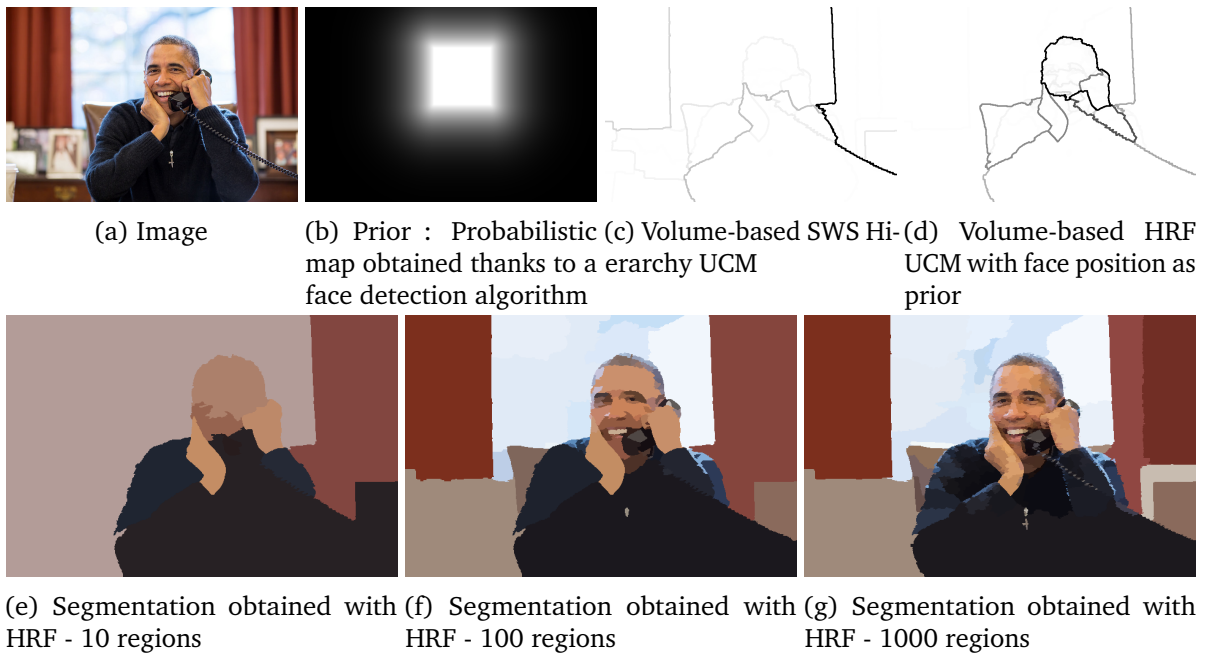 (a) Image
(b) Prior : Probabilistic
map obtained thanks to a
face detection algorithm
(c) Volume-based SWS Hi-
erarchy UCM
(d) Volume-based HRF
UCM with face position as
prior
(e) Segmentation obtained with
HRF - 10 regions
(f) Segmentation obtained with
HRF - 100 regions
(g) Segmentation obtained with
HRF - 1000 regions